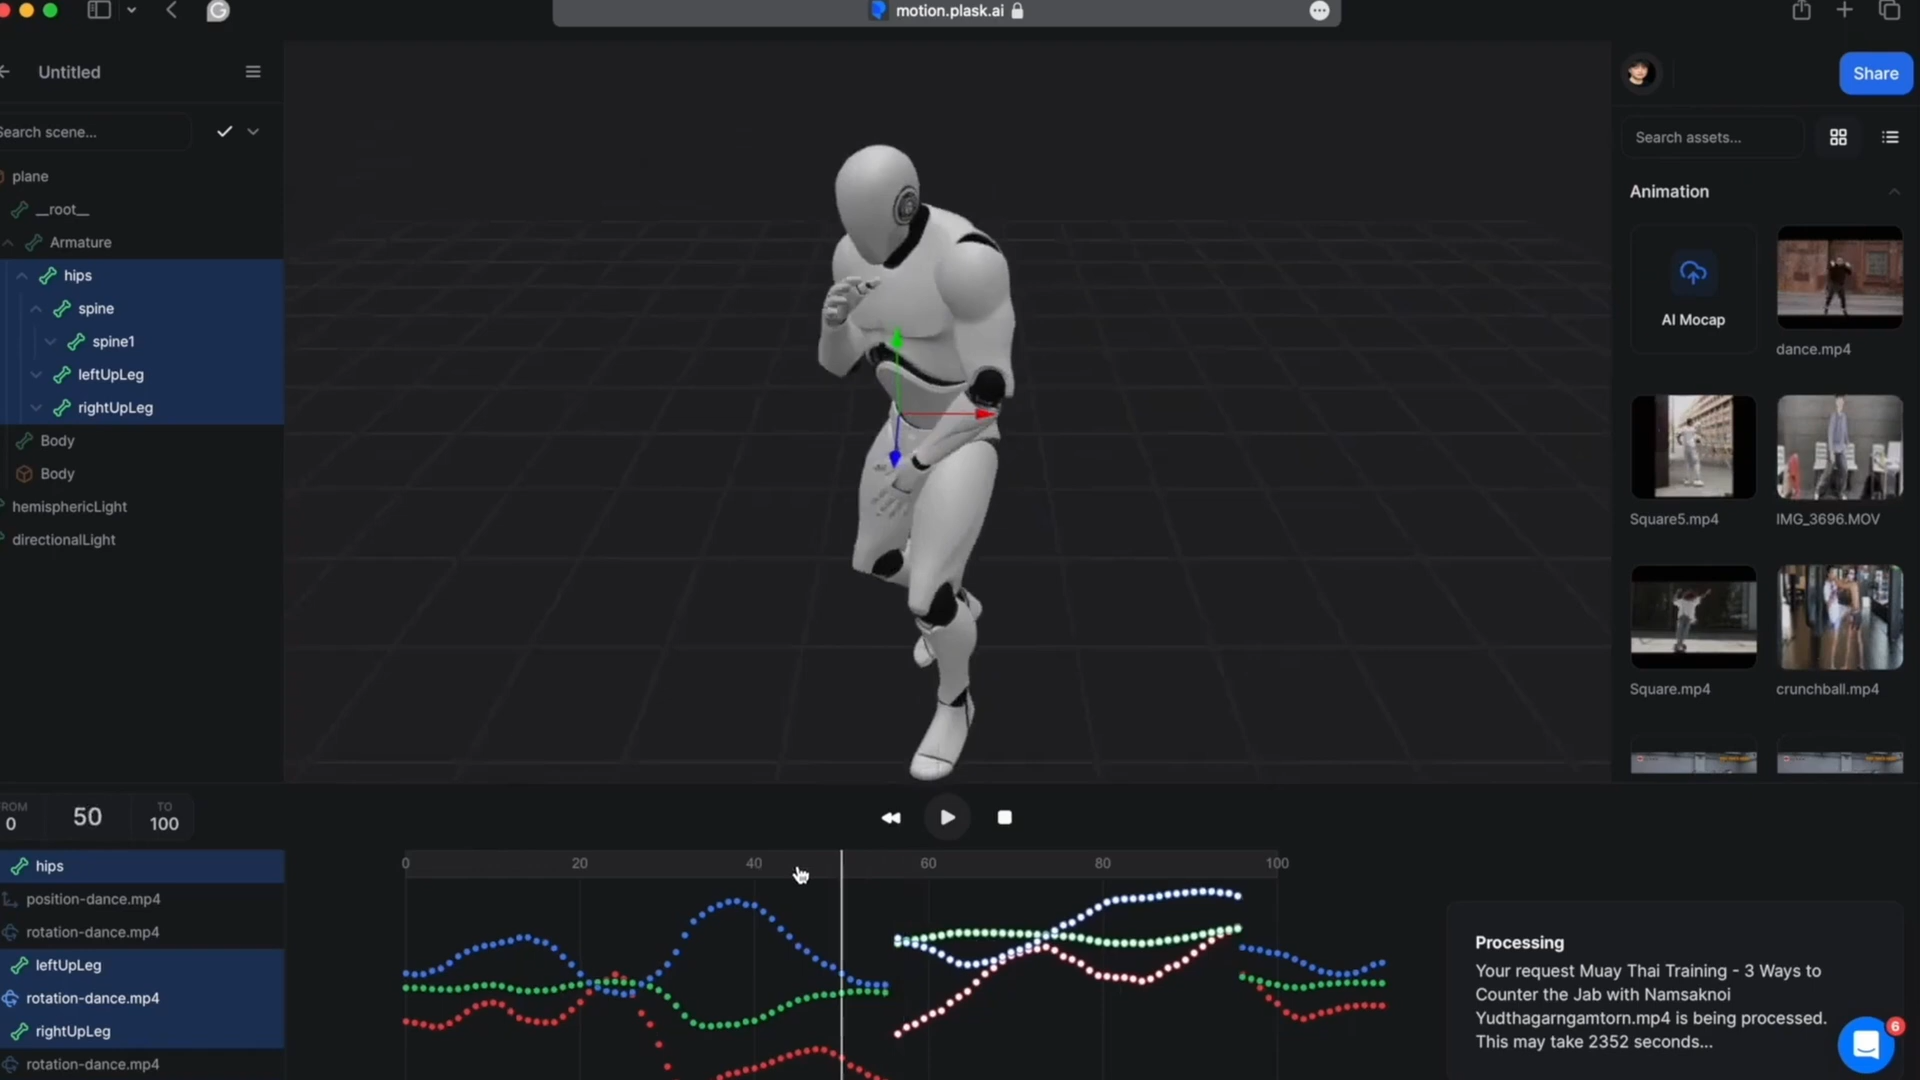 motion.plask.ai
Untitled
Share
Search scene...
Search assets...
plane
__root__
Armature
hips
spine
spine1
leftUpLeg
rightUpLeg
Body
Body
hemisphericLight
directionalLight
Animation
AI Mocap
dance.mp4
Square5.mp4
IMG_3696.MOV
Square.mp4
crunchball.mp4
ROM
0
50
TO
100
0 20 40 60 80 100
hips
position-dance.mp4
rotation-dance.mp4
leftUpLeg
rotation-dance.mp4
rightUpLeg
rotation-dance.mp4
Processing
Your request Muay Thai Training - 3 Ways to
Counter the Jab with Namsaknoi
Yudthagarngamtorn.mp4 is being processed.
This may take 2352 seconds...
6